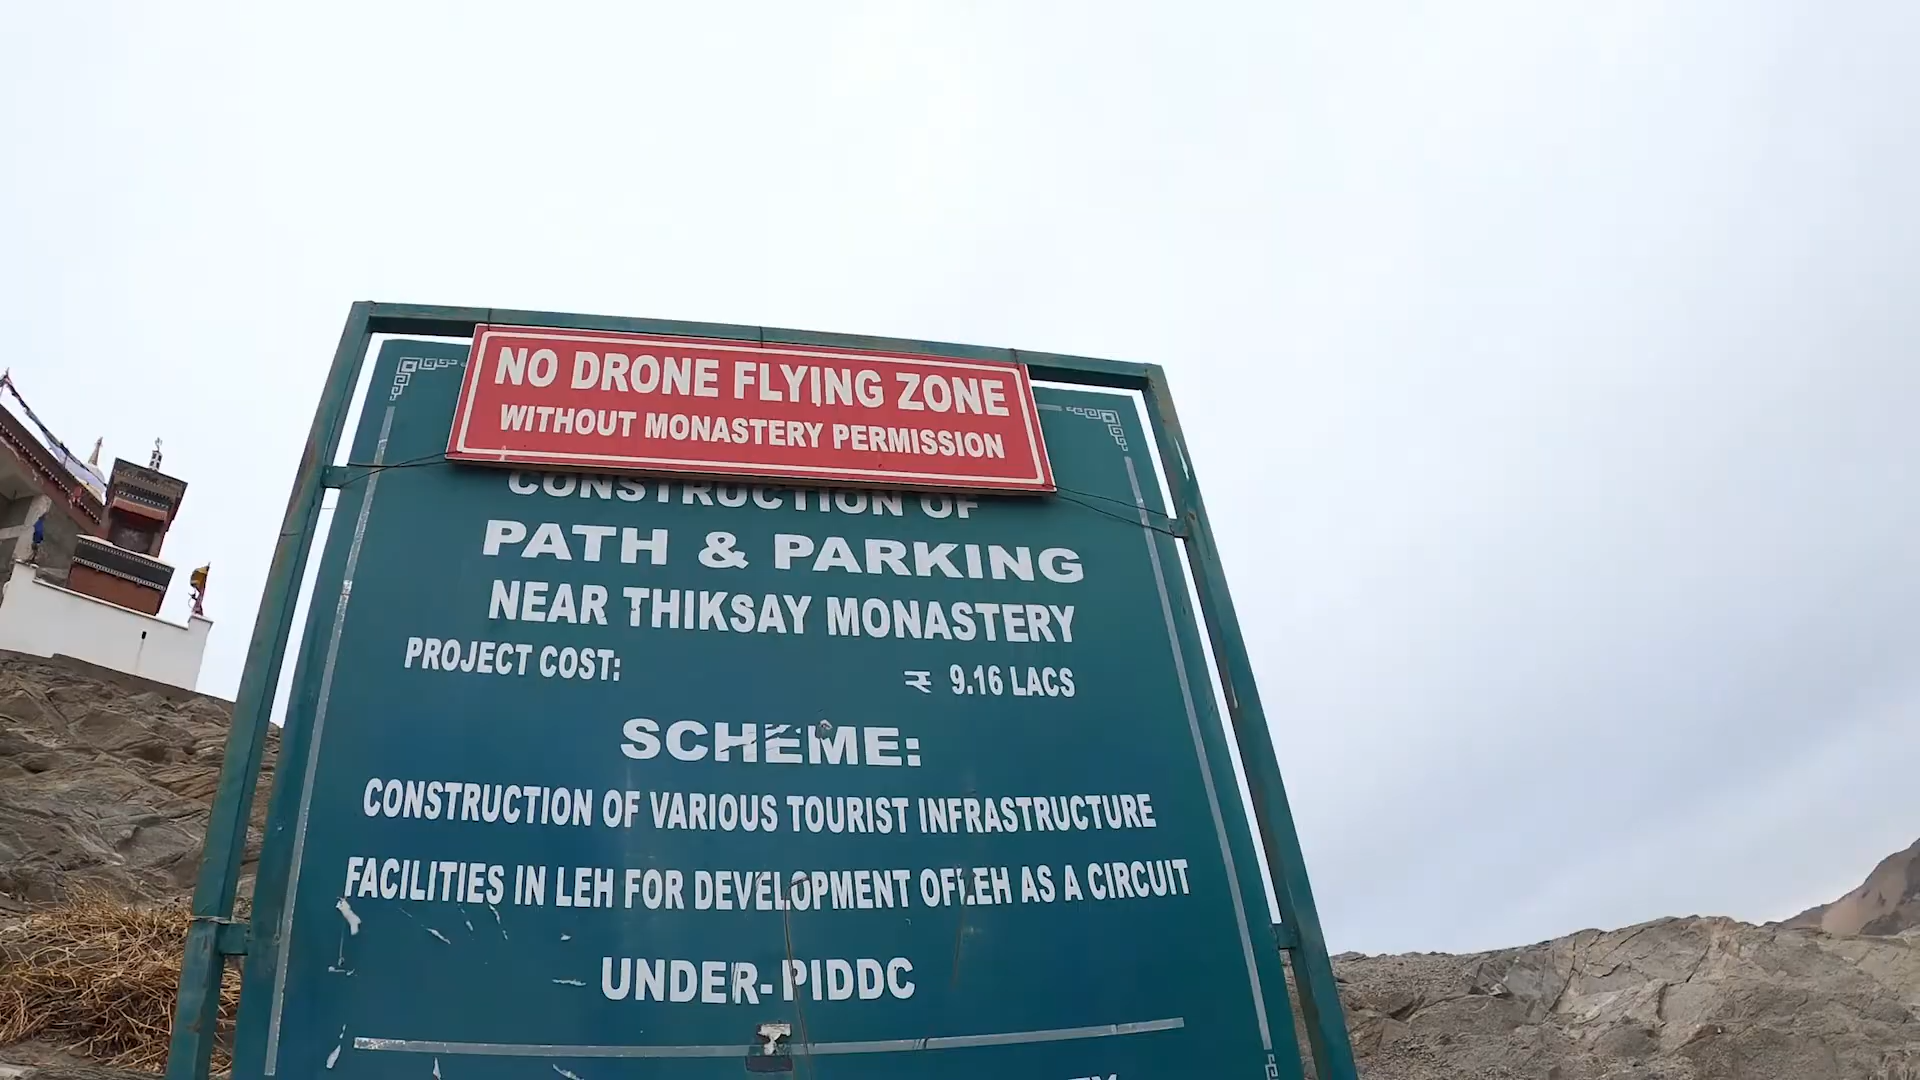 NO DRONE FLYING ZONE
WITHOUT MONASTERY PERMISSION
CONSTRUCTION OF
PATH & PARKING
NEAR THIKSAY MONASTERY
PROJECT COST: ₹ 9.16 LACS
SCHEME:
CONSTRUCTION OF VARIOUS TOURIST INFRASTRUCTURE
FACILITIES IN LEH FOR DEVELOPMENT OF LEH AS A CIRCUIT
UNDER- PIDDC